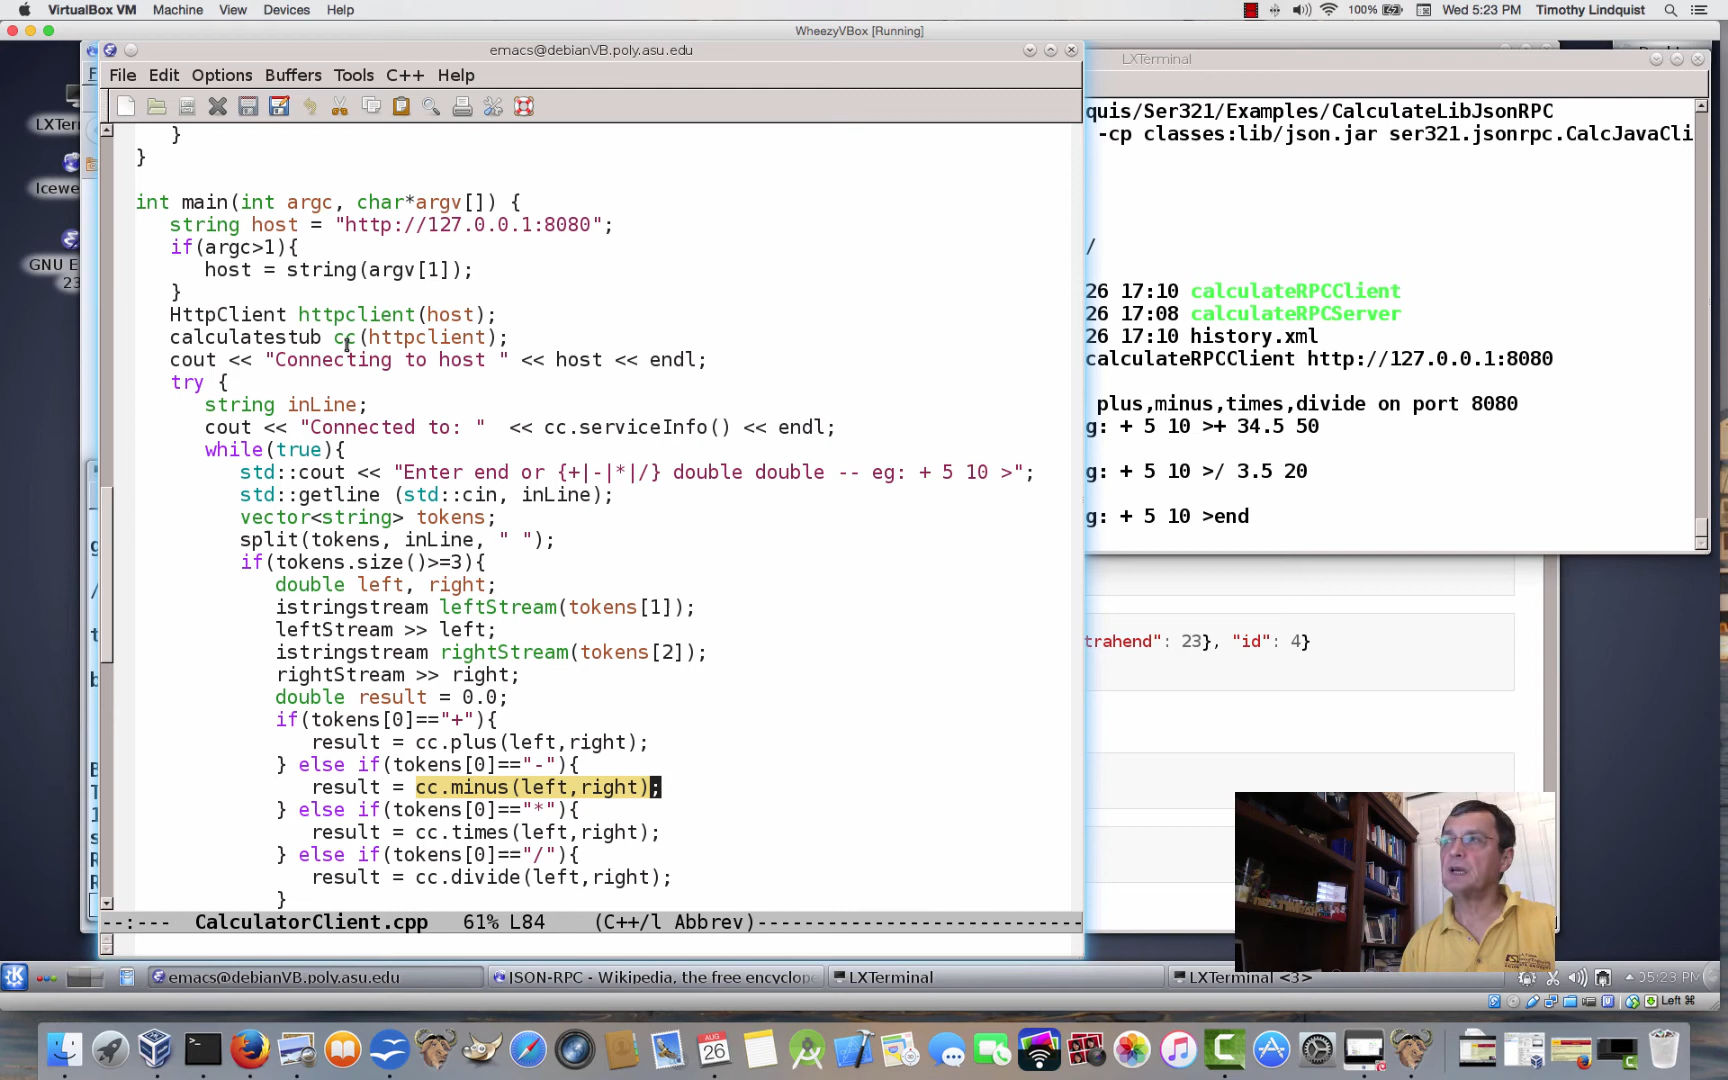 VirtualBox VM Machine View Devices Help
100% Wed 5:23 PM Timothy Lindquist
WheezyVBox [Running]
emacs@debianVB.poly.asu.edu
File Edit Options Buffers Tools C++ Help
}
}
int main(int argc, char*argv[]) {
string host = "http://127.0.0.1:8080";
if(argc>1){
host = string(argv[1]);
}
HttpClient httpclient(host);
calculatestub cc(httpclient);
cout << "Connecting to host " << host << endl;
try {
string inLine;
cout << "Connected to: " << cc.serviceInfo() << endl;
while(true){
std::cout << "Enter end or {+|-|*|/} double double -- eg: + 5 10 >";
std::getline (std::cin, inLine);
vector<string> tokens;
split(tokens, inLine, " ");
if(tokens.size()>=3){
double left, right;
istringstream leftStream(tokens[1]);
leftStream >> left;
istringstream rightStream(tokens[2]);
rightStream >> right;
double result = 0.0;
if(tokens[0]=="+"){
result = cc.plus(left,right);
} else if(tokens[0]=="-"){
result = cc.minus(left,right);
} else if(tokens[0]=="*"){
result = cc.times(left,right);
} else if(tokens[0]=="/"){
result = cc.divide(left,right);
}
--:--- CalculatorClient.cpp 61% L84 (C++/l Abbrev)
LXTerminal
quis/Ser321/Examples/CalculateLibJsonRPC
-cp classes:lib/json.jar ser321.jsonrpc.CalcJavaCli
/
26 17:10 calculateRPCClient
26 17:08 calculateRPCServer
26 17:10 history.xml
calculateRPCClient http://127.0.0.1:8080
plus,minus,times,divide on port 8080
g: + 5 10 >+ 34.5 50
g: + 5 10 >/ 3.5 20
g: + 5 10 >end
trahend": 23}, "id": 4}
LXTerm
Icewe
GNU E
23
emacs@debianVB.poly.asu.edu
JSON-RPC - Wikipedia, the free encyclo
LXTerminal
LXTerminal <3>
05:23 PM
Left ⌘
AUG
26